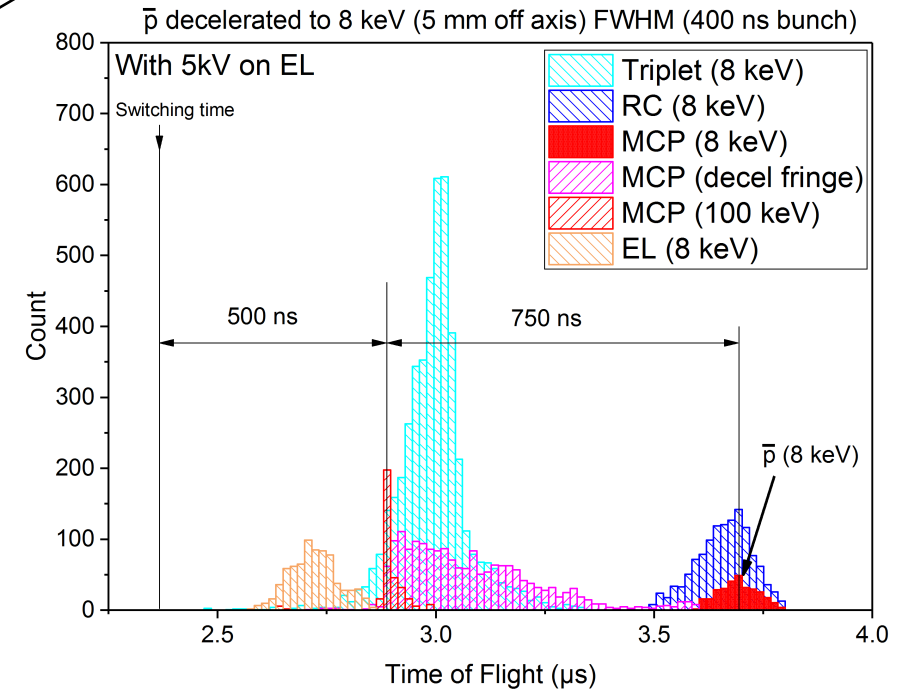 p̅ decelerated to 8 keV (5 mm off axis) FWHM (400 ns bunch)
With 5kV on EL
Switching time
Triplet (8 keV)
RC (8 keV)
MCP (8 keV)
MCP (decel fringe)
MCP (100 keV)
EL (8 keV)
500 ns
750 ns
p̅ (8 keV)
Count
800
700
600
500
400
300
200
100
0
2.5 3.0 3.5 4.0
Time of Flight (µs)